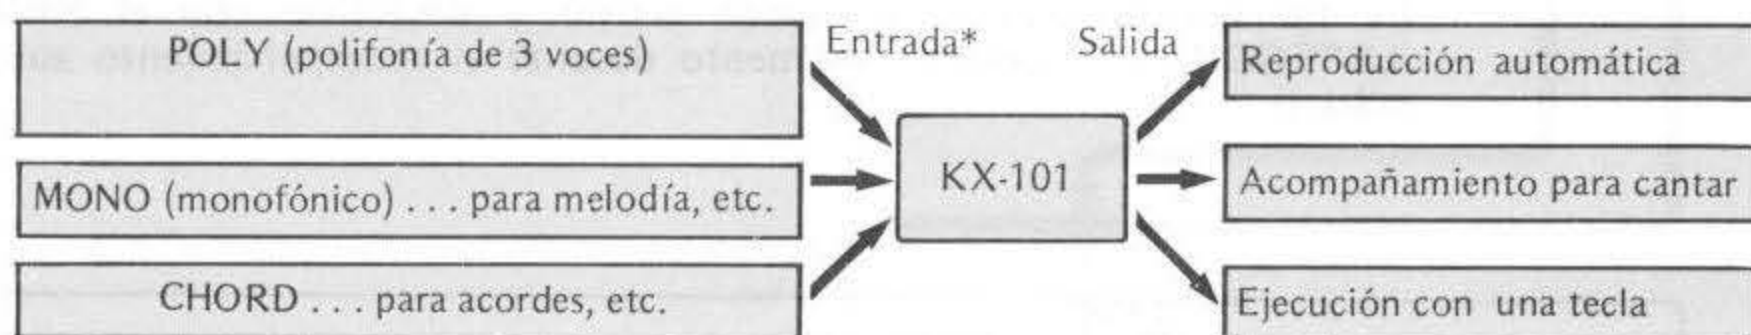 POLY (polifonía de 3 voces)
Entrada*
Salida
Reproducción automática
MONO (monofónico) . . . para melodía, etc.
KX-101
Acompañamiento para cantar
CHORD . . . para acordes, etc.
Ejecución con una tecla